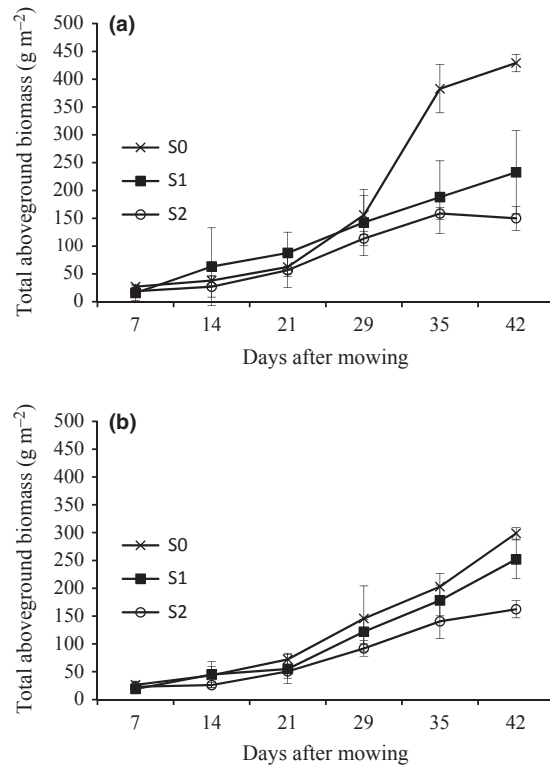 (a)
Total aboveground biomass (g m⁻²)
500
450
400
350
300
250
200
150
100
50
0
S0
S1
S2
7 14 21 29 35 42
Days after mowing
(b)
Total aboveground biomass (g m⁻²)
500
450
400
350
300
250
200
150
100
50
0
S0
S1
S2
7 14 21 29 35 42
Days after mowing